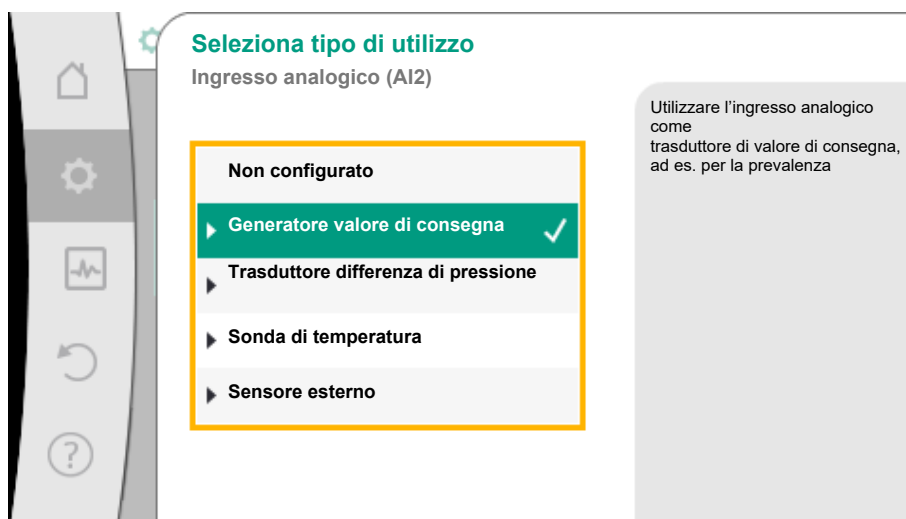 Seleziona tipo di utilizzo
Ingresso analogico (AI2)
Non configurato
Generatore valore di consegna
Trasduttore differenza di pressione
Sonda di temperatura
Sensore esterno
Utilizzare l'ingresso analogico
come
trasduttore di valore di consegna,
ad es. per la prevalenza